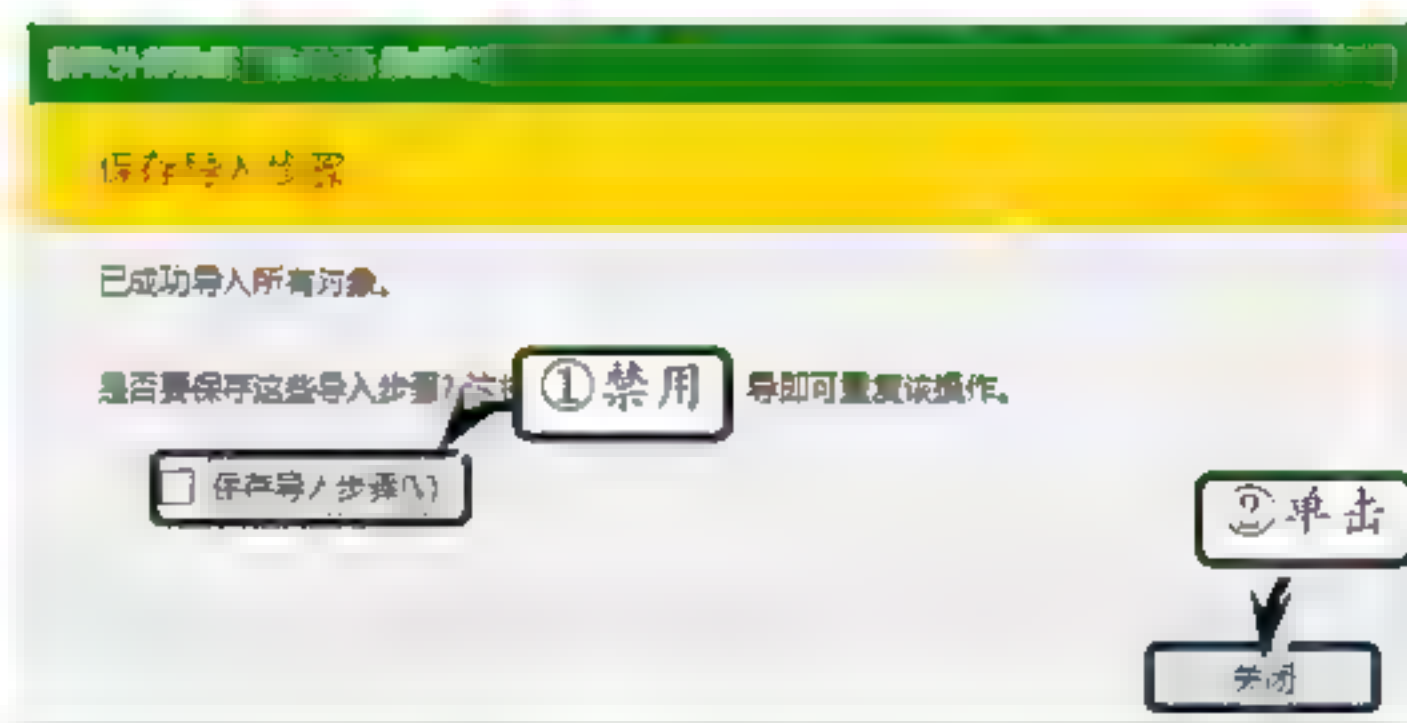 保存导入步骤
已成功导入所有对象。
是否要保存这些导入步骤?这 ①禁用 导即可重复该操作。
保存导入步骤(V)
②单击
关闭